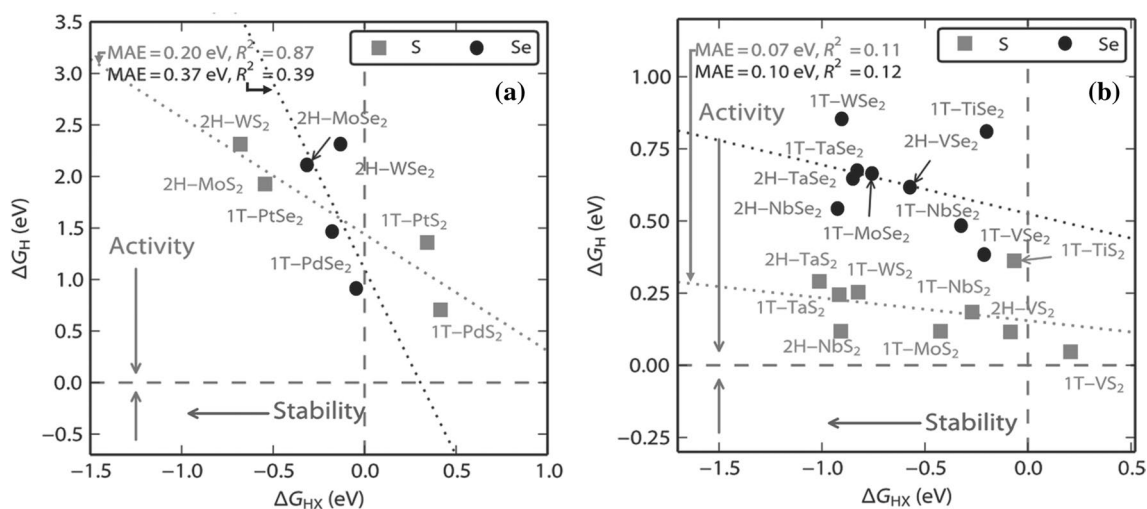 3.5
3.0
2.5
2.0
1.5
1.0
0.5
0.0
−0.5
ΔG_H (eV)
MAE = 0.20 eV, R² = 0.87
MAE = 0.37 eV, R² = 0.39
S Se
(a)
2H−WS₂
2H−MoSe₂
2H−WSe₂
2H−MoS₂
1T−PtSe₂
1T−PtS₂
1T−PdSe₂
1T−PdS₂
Activity
Stability
−1.5 −1.0 −0.5 0.0 0.5 1.0
ΔG_HX (eV)
1.00
0.75
0.50
0.25
0.00
−0.25
ΔG_H (eV)
MAE = 0.07 eV, R² = 0.11
MAE = 0.10 eV, R² = 0.12
S Se
(b)
Activity
1T−WSe₂
1T−TiSe₂
1T−TaSe₂
2H−VSe₂
2H−TaSe₂
2H−NbSe₂
1T−NbSe₂
1T−MoSe₂
1T−VSe₂
1T−TiS₂
2H−TaS₂
1T−WS₂
1T−NbS₂
1T−TaS₂
2H−VS₂
2H−NbS₂
1T−MoS₂
1T−VS₂
Stability
−1.5 −1.0 −0.5 0.0 0.5
ΔG_HX (eV)